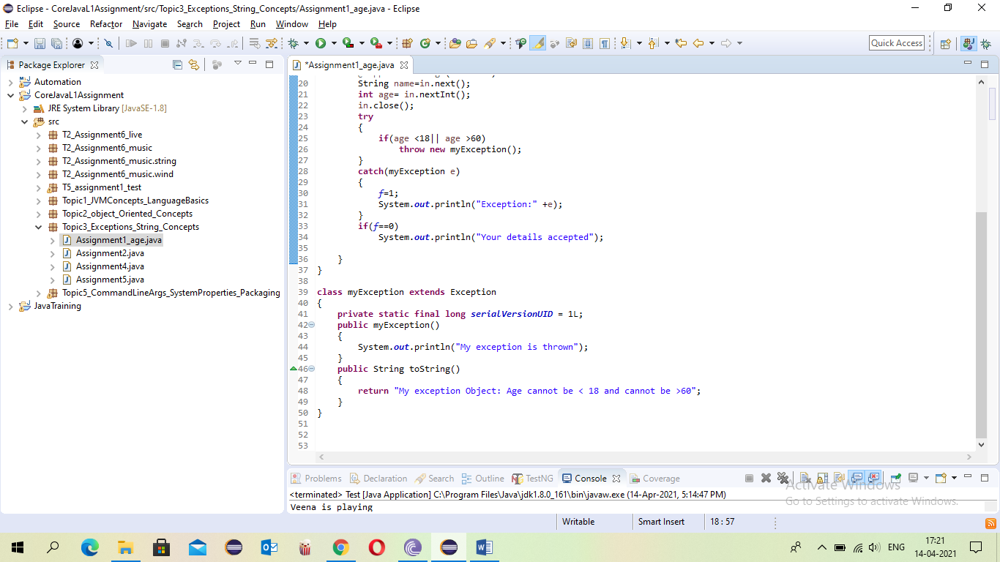 Eclipse - CoreJavaL1Assignment/src/Topic3_Exceptions_String_Concepts/Assignment1_age.java - Eclipse
File Edit Source Refactor Navigate Search Project Run Window Help
Quick Access
Package Explorer
*Assignment1_age.java
Automation
CoreJavaL1Assignment
JRE System Library [JavaSE-1.8]
src
T2_Assignment6_live
T2_Assignment6_music
T2_Assignment6_music.string
T2_Assignment6_music.wind
T5_assignment1_test
Topic1_JVMConcepts_LanguageBasics
Topic2_object_Oriented_Concepts
Topic3_Exceptions_String_Concepts
Assignment1_age.java
Assignment2.java
Assignment4.java
Assignment5.java
Topic5_CommandLineArgs_SystemProperties_Packaging
JavaTraining
20 String name=in.next();
21 int age= in.nextInt();
22 in.close();
23 try
24 {
25 if(age <18|| age >60)
26 throw new myException();
27 }
28 catch(myException e)
29 {
30 f=1;
31 System.out.println("Exception:" +e);
32 }
33 if(f==0)
34 System.out.println("Your details accepted");
35
36 }
37 }
38
39 class myException extends Exception
40 {
41 private static final long serialVersionUID = 1L;
42 public myException()
43 {
44 System.out.println("My exception is thrown");
45 }
46 public String toString()
47 {
48 return "My exception Object: Age cannot be < 18 and cannot be >60";
49 }
50 }
51
52
53
Problems Declaration Search Outline TestNG Console Coverage
<terminated> Test [Java Application] C:\Program Files\Java\jdk1.8.0_161\bin\javaw.exe (14-Apr-2021, 5:14:47 PM)
Veena is playing
Activate Windows
Go to Settings to activate Windows.
Writable Smart Insert 18 : 57
ENG
17:21
14-04-2021